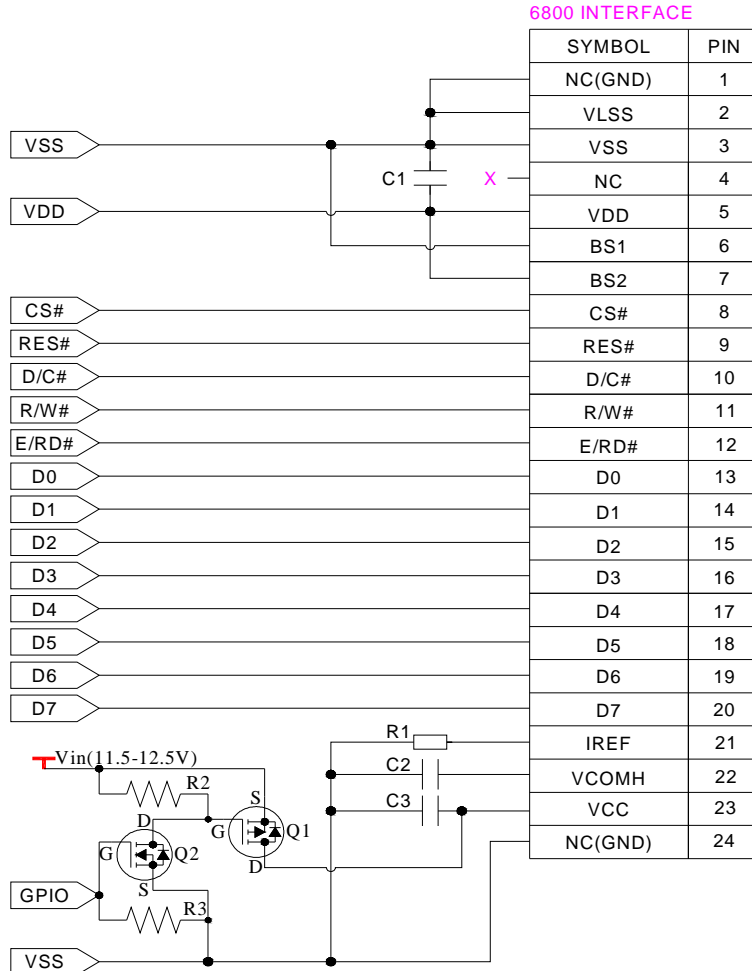 6800 INTERFACE
SYMBOL PIN
NC(GND) 1
VLSS 2
VSS VSS 3
C1 X NC 4
VDD VDD 5
BS1 6
BS2 7
CS# CS# 8
RES# RES# 9
D/C# D/C# 10
R/W# R/W# 11
E/RD# E/RD# 12
D0 D0 13
D1 D1 14
D2 D2 15
D3 D3 16
D4 D4 17
D5 D5 18
D6 D6 19
D7 D7 20
R1 IREF 21
Vin(11.5-12.5V)
C2 VCOMH 22
R2
C3 VCC 23
S
D G Q1
NC(GND) 24
G Q2 D
S
GPIO
R3
VSS